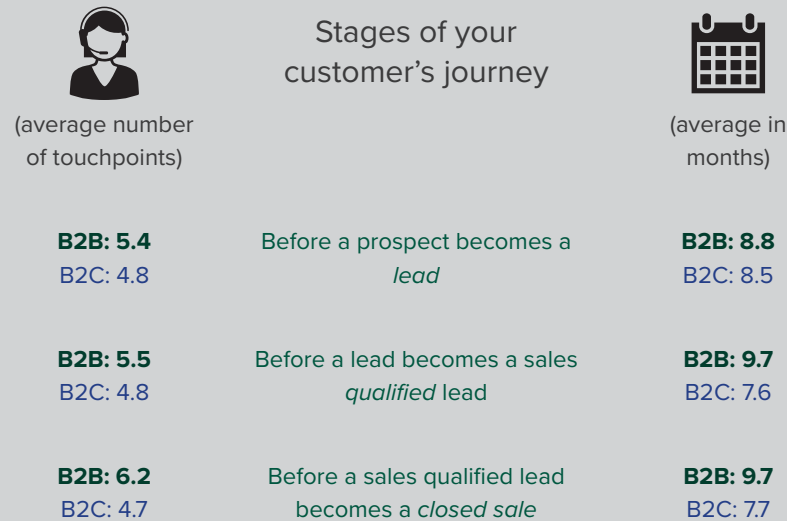 Stages of your
customer's journey
(average number
of touchpoints)
(average in
months)
B2B: 5.4
B2C: 4.8
Before a prospect becomes a
lead
B2B: 8.8
B2C: 8.5
B2B: 5.5
B2C: 4.8
Before a lead becomes a sales
qualified lead
B2B: 9.7
B2C: 7.6
B2B: 6.2
B2C: 4.7
Before a sales qualified lead
becomes a closed sale
B2B: 9.7
B2C: 7.7